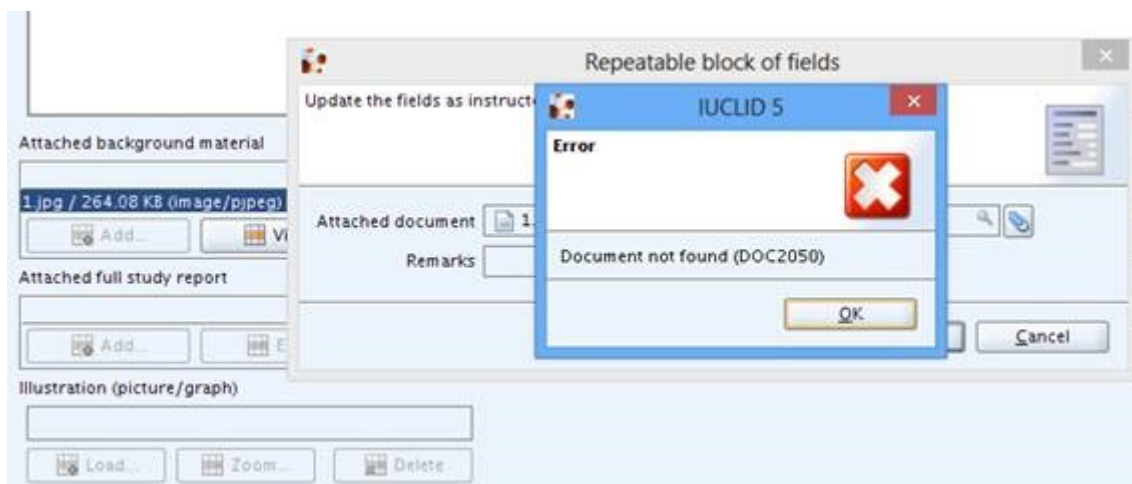 Repeatable block of fields
Update the fields as instruct
IUCLID 5
Error
Attached background material
1.jpg / 264.08 KB (image/pjpeg)
Add...
Vi
Attached document
1.
Remarks
Document not found (DOC2050)
OK
Cancel
Attached full study report
Add...
E
Illustration (picture/graph)
Load...
Zoom...
Delete